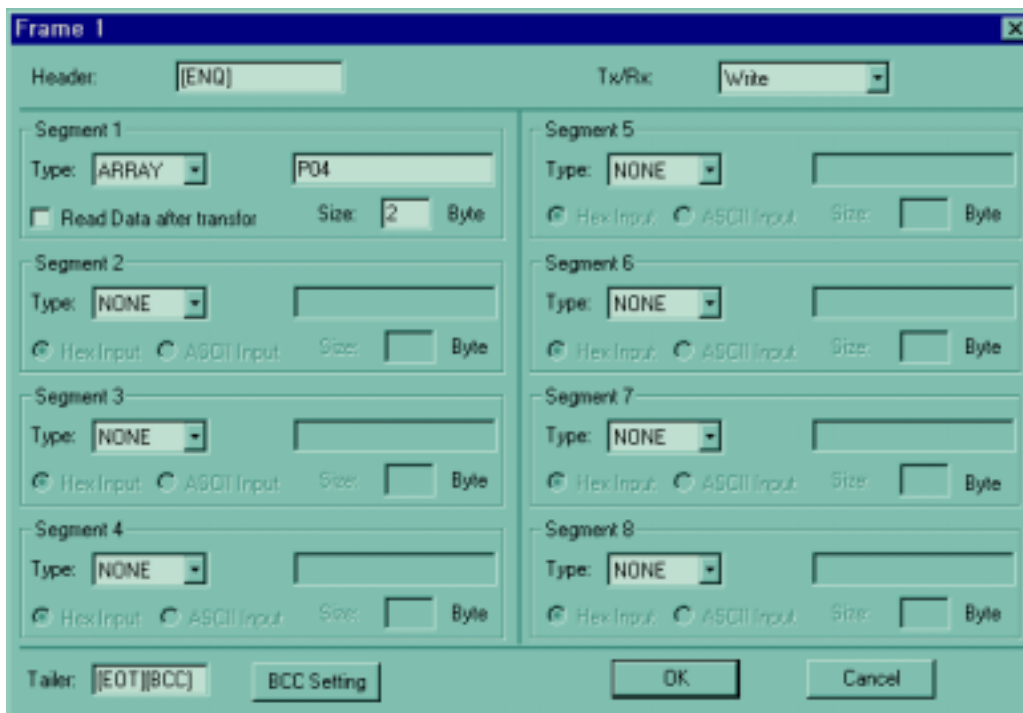 Frame 1
Header: [ENQ] Tx/Rx: Write
Segment 1
Type: ARRAY P04
Read Data after transfor Size: 2 Byte
Segment 2
Type: NONE
Hex Input ASCII Input Size: Byte
Segment 3
Type: NONE
Hex Input ASCII Input Size: Byte
Segment 4
Type: NONE
Hex Input ASCII Input Size: Byte
Segment 5
Type: NONE
Hex Input ASCII Input Size: Byte
Segment 6
Type: NONE
Hex Input ASCII Input Size: Byte
Segment 7
Type: NONE
Hex Input ASCII Input Size: Byte
Segment 8
Type: NONE
Hex Input ASCII Input Size: Byte
Tailer: [EOT][BCC] BCC Setting OK Cancel